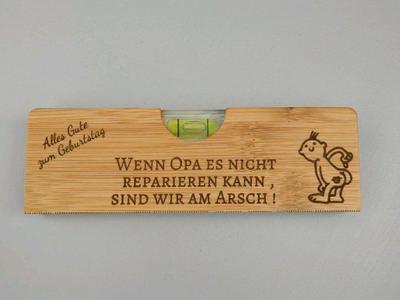 Alles Gute
zum Geburtstag
Wenn Opa es nicht
reparieren kann ,
sind wir am Arsch !